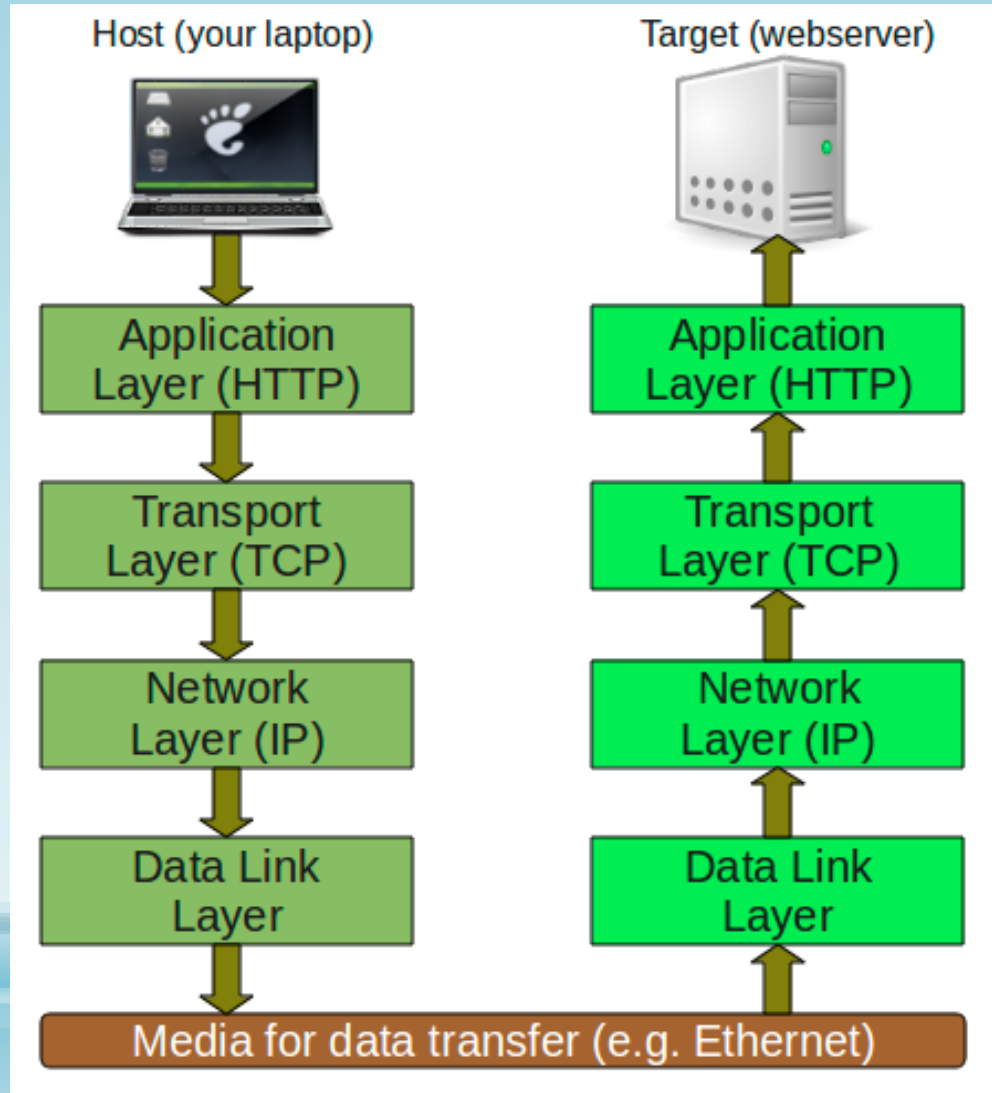 Host (your laptop)
Target (webserver)
Application
Layer (HTTP)
Application
Layer (HTTP)
Transport
Layer (TCP)
Transport
Layer (TCP)
Network
Layer (IP)
Network
Layer (IP)
Data Link
Layer
Data Link
Layer
Media for data transfer (e.g. Ethernet)